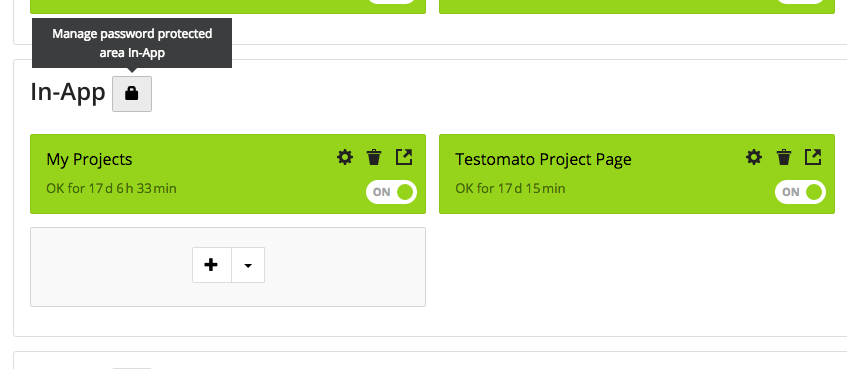 Manage password protected
area In-App
In-App
My Projects
OK for 17 d 6 h 33 min
ON
Testomato Project Page
OK for 17 d 15 min
ON